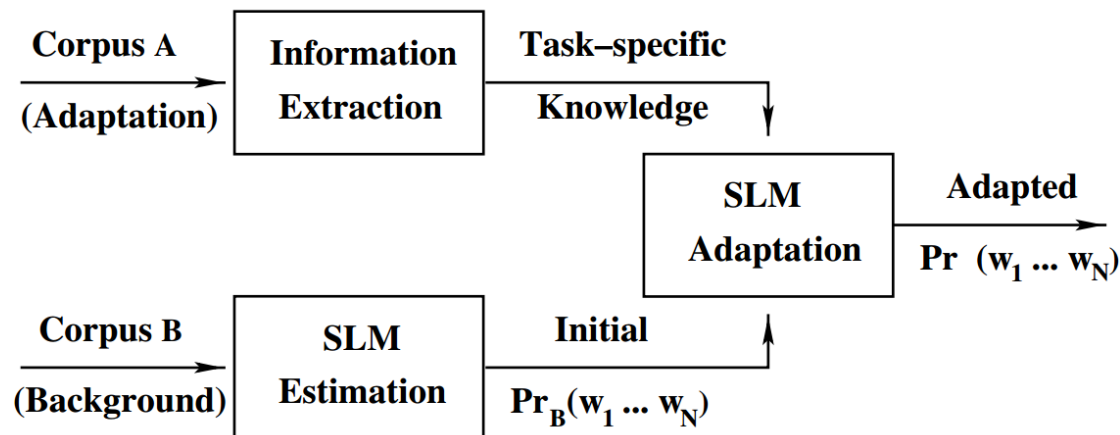 Corpus A
(Adaptation)
Information
Extraction
Task–specific
Knowledge
SLM
Adaptation
Adapted
Pr (w1 ... wN)
Corpus B
(Background)
SLM
Estimation
Initial
PrB(w1 ... wN)